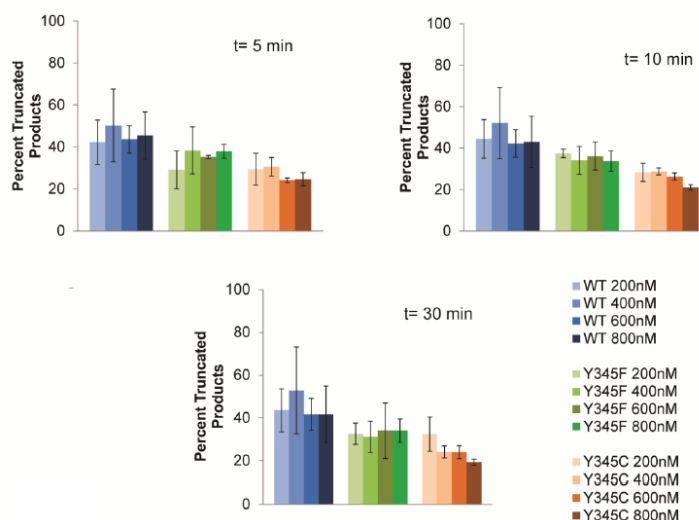 100
80
60
40
20
0
Percent Truncated
Products
t= 5 min
100
80
60
40
20
0
Percent Truncated
Products
t= 10 min
100
80
60
40
20
0
Percent Truncated
Products
t= 30 min
WT 200nM
WT 400nM
WT 600nM
WT 800nM
Y345F 200nM
Y345F 400nM
Y345F 600nM
Y345F 800nM
Y345C 200nM
Y345C 400nM
Y345C 600nM
Y345C 800nM